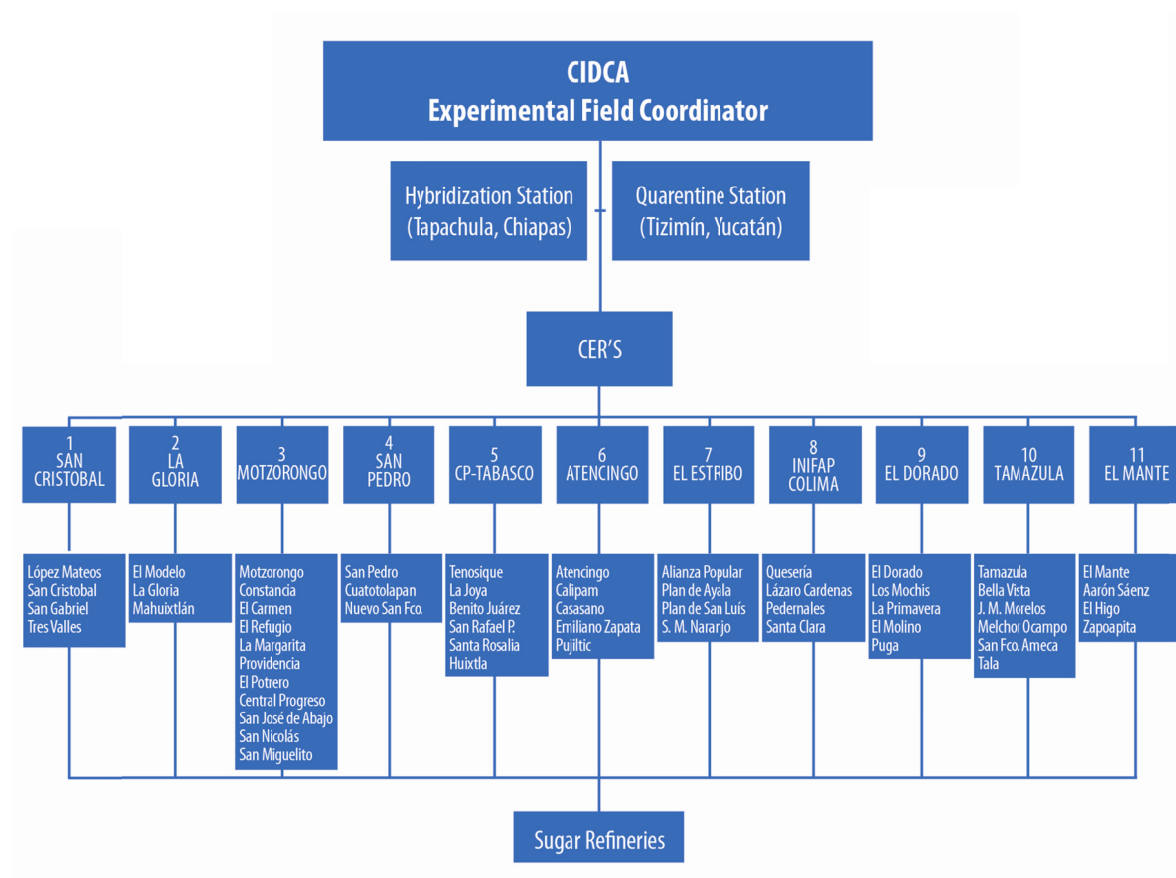 CIDCA
Experimental Field Coordinator
Hybridization Station
(Tapachula, Chiapas)
Quarentine Station
(Tizimín, Yucatán)
CER'S
1
SAN
CRISTOBAL
2
LA
GLORIA
3
MOTZORONGO
4
SAN
PEDRO
5
CP-TABASCO
6
ATENCINGO
7
EL ESTRIBO
8
INIFAP
COLIMA
9
EL DORADO
10
TAMAZULA
11
EL MANTE
López Mateos
San Cristobal
San Gabriel
Tres Valles
El Modelo
La Gloria
Mahuixtlán
Motzorongo
Constancia
El Carmen
El Refugio
La Margarita
Providencia
El Potrero
Central Progreso
San José de Abajo
San Nicolás
San Miguelito
San Pedro
Cuatotolapan
Nuevo San Fco.
Tenosique
La Joya
Benito Juárez
San Rafael P.
Santa Rosalia
Huixtla
Atencingo
Calipam
Casasano
Emiliano Zapata
Pujiltic
Alianza Popular
Plan de Ayala
Plan de San Luís
S. M. Nararjo
Quesería
Lázaro Cardenas
Pedernales
Santa Clara
El Dorado
Los Mochis
La Primavera
El Molino
Puga
Tamazula
Bella Vista
J. M. Morelos
Melchor Ocampo
San Fco. Ameca
Tala
El Mante
Aarón Sáenz
El Higo
Zapoapita
Sugar Refineries